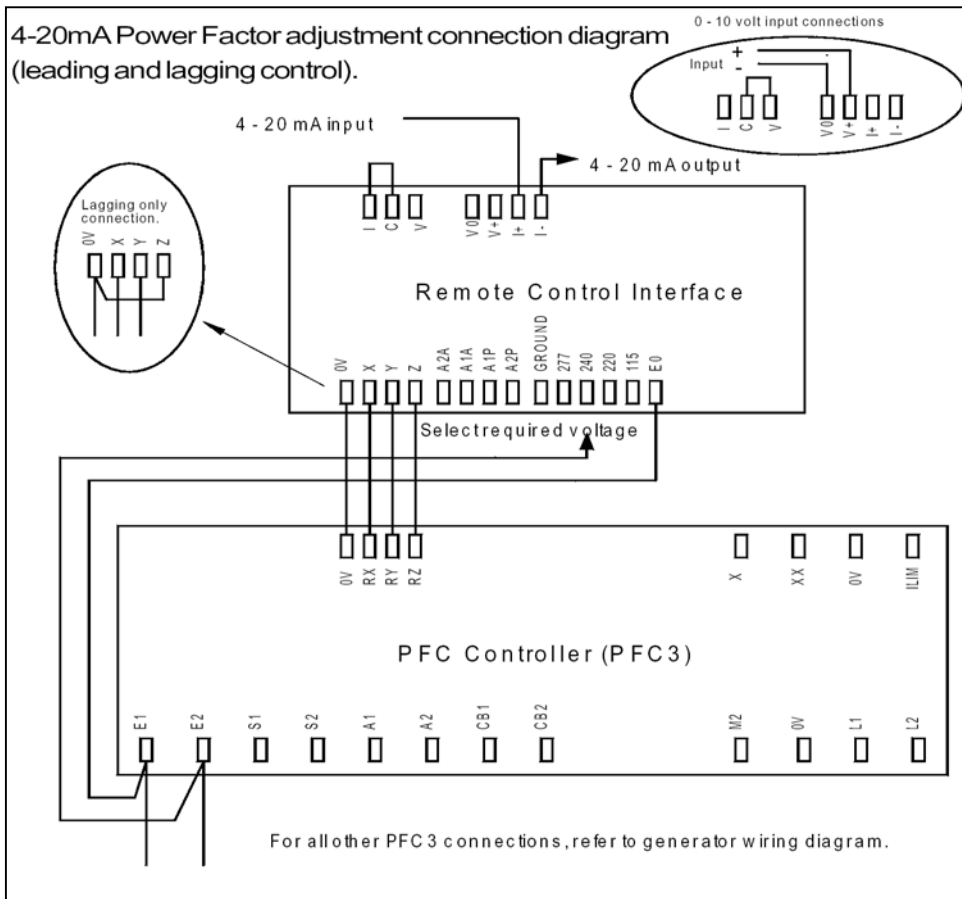 4-20mA Power Factor adjustment connection diagram
(leading and lagging control).
0 - 10 volt input connections
+
Input -
I C V V0 V+ I+ I-
4 - 20 mA input
4 - 20 mA output
I C V V0 V+ I+ I-
Lagging only
connection.
0V X Y Z
Remote Control Interface
0V X Y Z A2A A1A A1P A2P GROUND 277 240 220 115 E0
Select required voltage
0V RX RY RZ X XX 0V ILIM
PFC Controller (PFC3)
E1 E2 S1 S2 A1 A2 CB1 CB2 M2 0V L1 L2
For all other PFC3 connections, refer to generator wiring diagram.